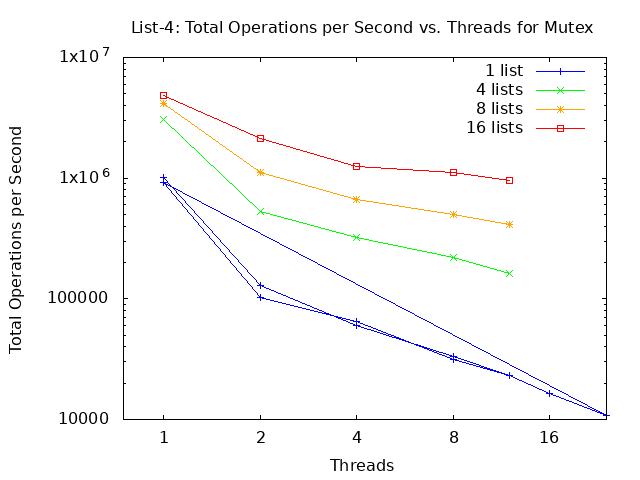 List-4: Total Operations per Second vs. Threads for Mutex
1x10^7
1 list
4 lists
8 lists
16 lists
1x10^6
100000
10000
Total Operations per Second
1 2 4 8 16
Threads